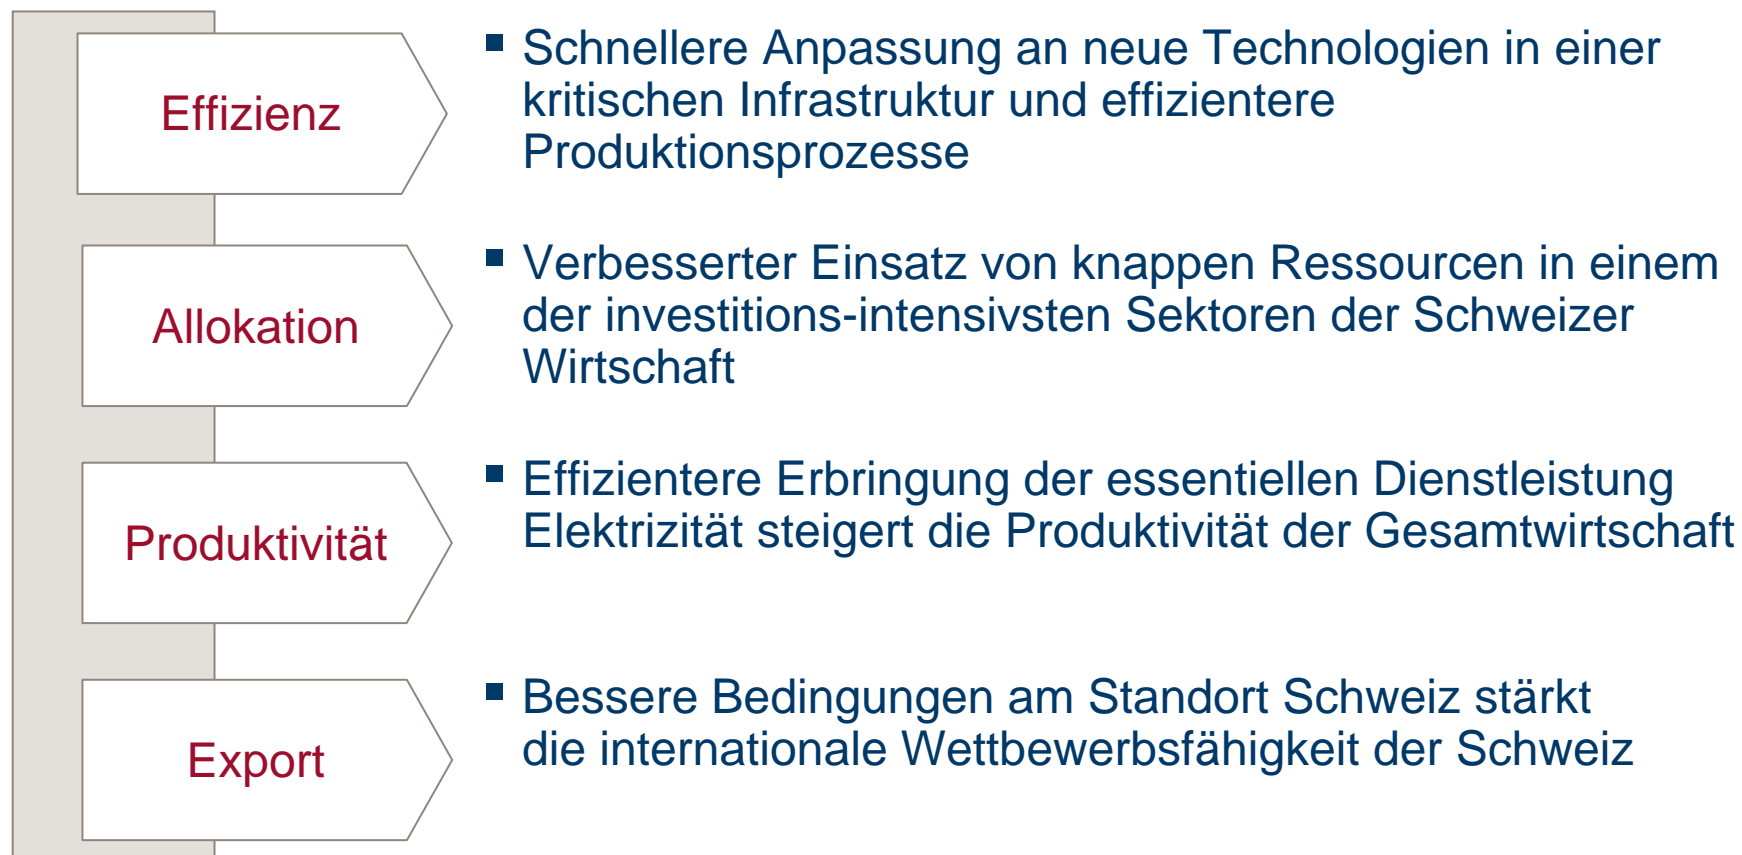 Effizienz
▪ Schnellere Anpassung an neue Technologien in einer
kritischen Infrastruktur und effizientere
Produktionsprozesse
Allokation
▪ Verbesserter Einsatz von knappen Ressourcen in einem
der investitions-intensivsten Sektoren der Schweizer
Wirtschaft
Produktivität
▪ Effizientere Erbringung der essentiellen Dienstleistung
Elektrizität steigert die Produktivität der Gesamtwirtschaft
Export
▪ Bessere Bedingungen am Standort Schweiz stärkt
die internationale Wettbewerbsfähigkeit der Schweiz